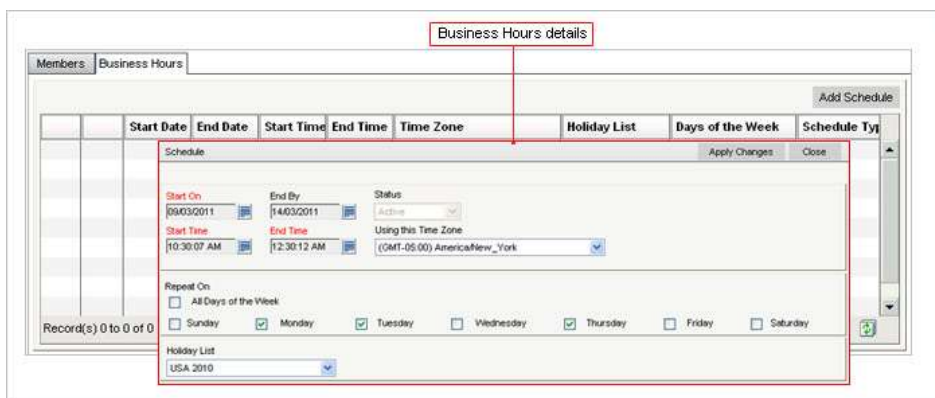 Business Hours details
Members Business Hours
Add Schedule
Start Date End Date Start Time End Time Time Zone Holiday List Days of the Week Schedule Typ
Schedule Apply Changes Close
Start On End By Status
09/03/2011 14/03/2011 Active
Start Time End Time Using this Time Zone
10:30:07 AM 12:30:12 AM (GMT-05:00) America/New_York
Repeat On
All Days of the Week
Record(s) 0 to 0 of 0 Sunday Monday Tuesday Wednesday Thursday Friday Saturday
Holiday List
USA 2010